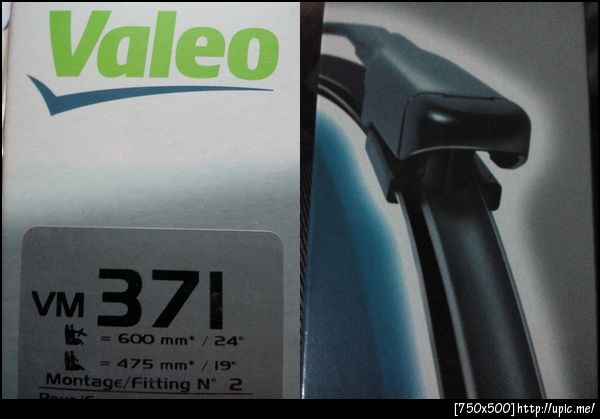 Valeo
VM 371
= 600 mm* / 24"
= 475 mm* / 19"
Montage/Fitting N° 2
[750x500]http://upic.me/